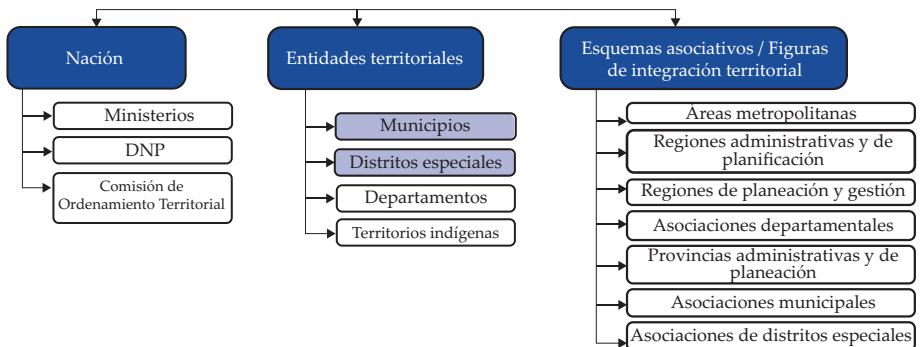 Nación
Ministerios
DNP
Comisión de
Ordenamiento Territorial
Entidades territoriales
Municipios
Distritos especiales
Departamentos
Territorios indígenas
Esquemas asociativos / Figuras
de integración territorial
Áreas metropolitanas
Regiones administrativas y de
planificación
Regiones de planeación y gestión
Asociaciones departamentales
Provincias administrativas y de
planeación
Asociaciones municipales
Asociaciones de distritos especiales